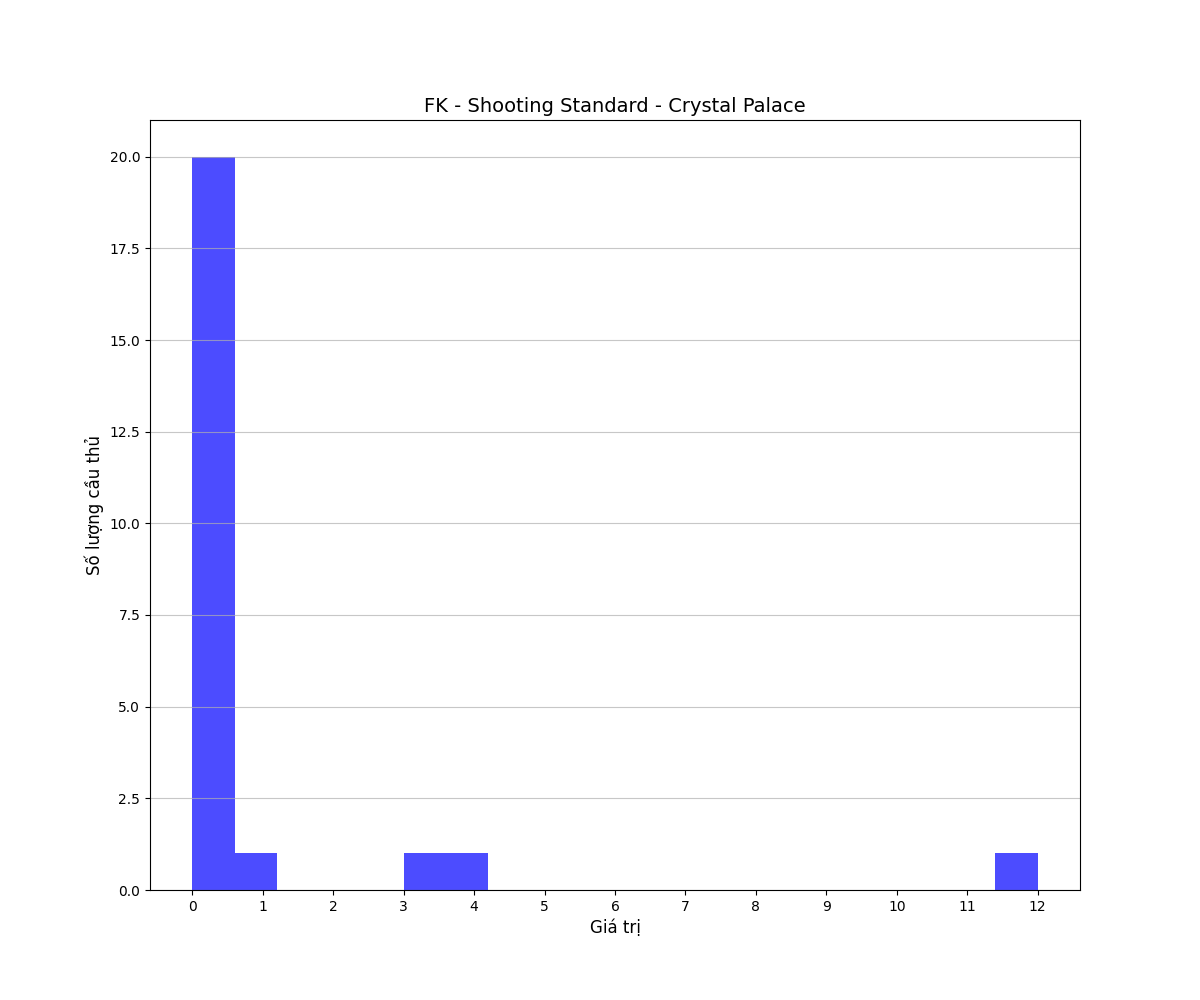 FK - Shooting Standard - Crystal Palace
20.0
17.5
15.0
12.5
10.0
7.5
5.0
2.5
0.0
Số lượng cầu thủ
0 1 2 3 4 5 6 7 8 9 10 11 12
Giá trị